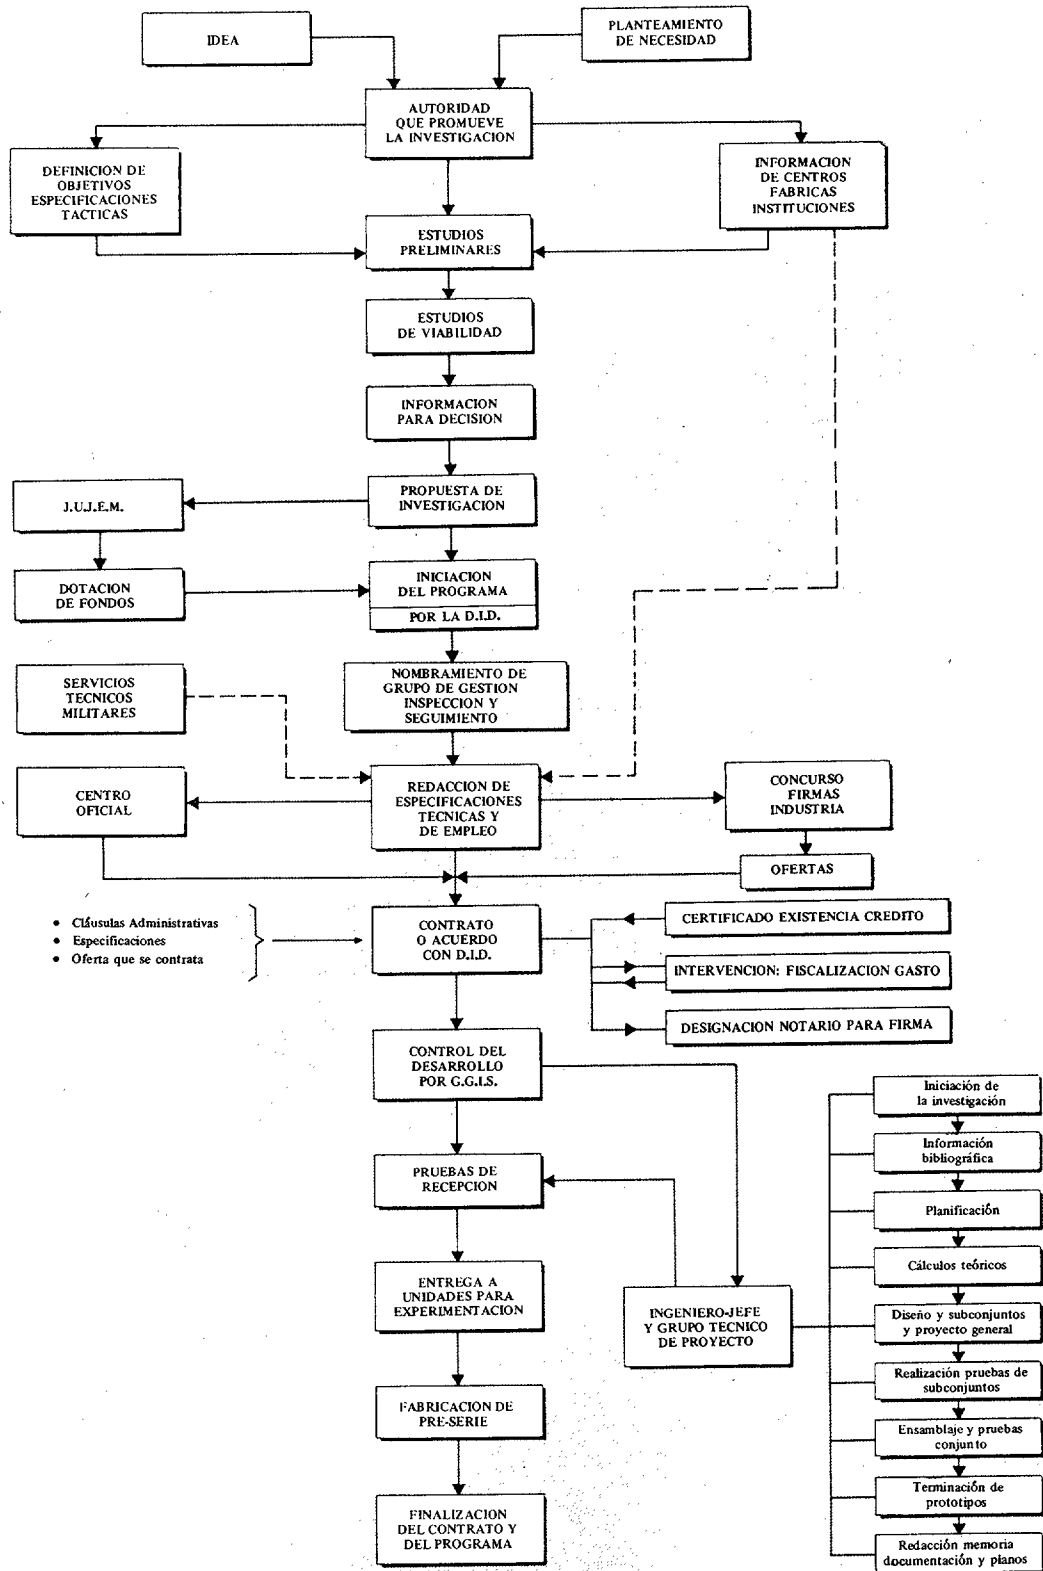 IDEA
PLANTEAMIENTO
DE NECESIDAD
AUTORIDAD
QUE PROMUEVE
LA INVESTIGACION
DEFINICION DE
OBJETIVOS
ESPECIFICACIONES
TACTICAS
INFORMACION
DE CENTROS
FABRICAS
INSTITUCIONES
ESTUDIOS
PRELIMINARES
ESTUDIOS
DE VIABILIDAD
INFORMACION
PARA DECISION
PROPUESTA DE
INVESTIGACION
J.U.J.E.M.
DOTACION
DE FONDOS
INICIACION
DEL PROGRAMA
POR LA D.I.D.
SERVICIOS
TECNICOS
MILITARES
NOMBRAMIENTO DE
GRUPO DE GESTION
INSPECCION Y
SEGUIMIENTO
CENTRO
OFICIAL
REDACCION DE
ESPECIFICACIONES
TECNICAS Y
DE EMPLEO
CONCURSO
FIRMAS
INDUSTRIA
OFERTAS
• Cláusulas Administrativas
• Especificaciones
• Oferta que se contrata
CONTRATO
O ACUERDO
CON D.I.D.
CERTIFICADO EXISTENCIA CREDITO
INTERVENCION: FISCALIZACION GASTO
DESIGNACION NOTARIO PARA FIRMA
CONTROL DEL
DESARROLLO
POR G.G.I.S.
PRUEBAS DE
RECEPCION
ENTREGA A
UNIDADES PARA
EXPERIMENTACION
INGENIERO-JEFE
Y GRUPO TECNICO
DE PROYECTO
FABRICACION DE
PRE-SERIE
FINALIZACION
DEL CONTRATO Y
DEL PROGRAMA
Iniciación de
la investigación
Información
bibliográfica
Planificación
Cálculos teóricos
Diseño y subconjuntos
y proyecto general
Realización pruebas de
subconjuntos
Ensamblaje y pruebas
conjunto
Terminación de
prototipos
Redacción memoria
documentación y planos